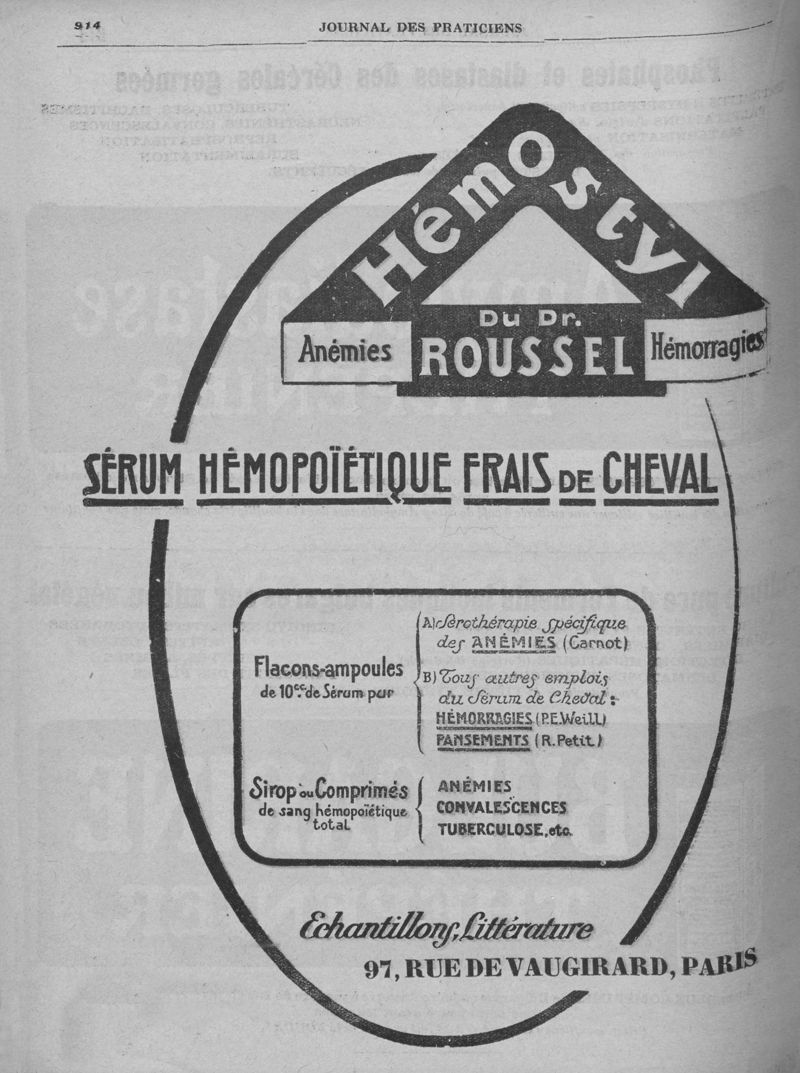 914
JOURNAL DES PRATICIENS
Hémostyl
Du Dr.
Anémies
ROUSSEL
Hémorragies
SÉRUM HÉMOPOÏÉTIQUE FRAIS DE CHEVAL
Flacons-ampoules
de 10cc. de Sérum pur
A) Sérothérapie spécifique
des ANÉMIES (Carnot)
B) Tous autres emplois
du Sérum de Cheval:
HÉMORRAGIES (P.E.Weill)
PANSEMENTS (R.Petit)
Sirop ou Comprimés
de sang hémopoïétique
total
ANÉMIES
CONVALESCENCES
TUBERCULOSE, etc.
Echantillons, Littérature
97, RUE DE VAUGIRARD, PARIS